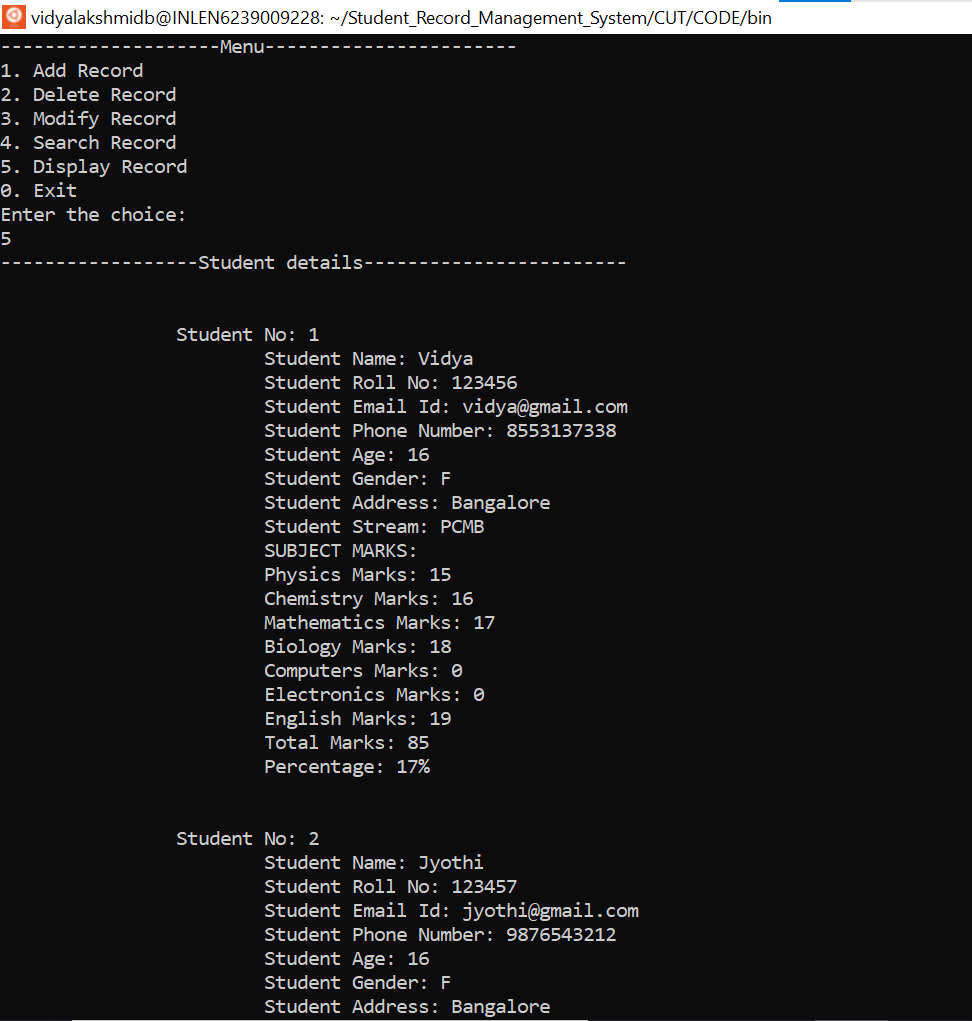 vidyalakshmidb@INLEN6239009228: ~/Student_Record_Management_System/CUT/CODE/bin
--------------------Menu-----------------------
1. Add Record
2. Delete Record
3. Modify Record
4. Search Record
5. Display Record
0. Exit
Enter the choice:
5
------------------Student details------------------------
Student No: 1
Student Name: Vidya
Student Roll No: 123456
Student Email Id: vidya@gmail.com
Student Phone Number: 8553137338
Student Age: 16
Student Gender: F
Student Address: Bangalore
Student Stream: PCMB
SUBJECT MARKS:
Physics Marks: 15
Chemistry Marks: 16
Mathematics Marks: 17
Biology Marks: 18
Computers Marks: 0
Electronics Marks: 0
English Marks: 19
Total Marks: 85
Percentage: 17%
Student No: 2
Student Name: Jyothi
Student Roll No: 123457
Student Email Id: jyothi@gmail.com
Student Phone Number: 9876543212
Student Age: 16
Student Gender: F
Student Address: Bangalore